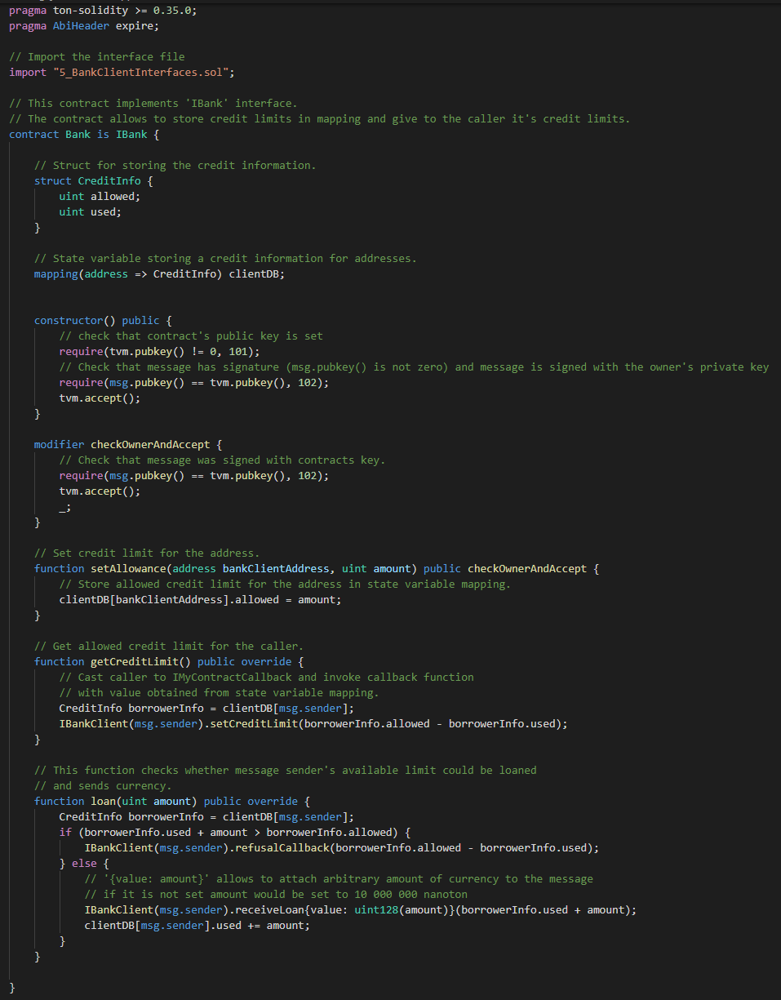 pragma ton-solidity >= 0.35.0;
pragma AbiHeader expire;

// Import the interface file
import "5_BankClientInterfaces.sol";

// This contract implements 'IBank' interface.
// The contract allows to store credit limits in mapping and give to the caller it's credit limits.
contract Bank is IBank {

    // Struct for storing the credit information.
    struct CreditInfo {
        uint allowed;
        uint used;
    }

    // State variable storing a credit information for addresses.
    mapping(address => CreditInfo) clientDB;


    constructor() public {
        // check that contract's public key is set
        require(tvm.pubkey() != 0, 101);
        // Check that message has signature (msg.pubkey() is not zero) and message is signed with the owner's private key
        require(msg.pubkey() == tvm.pubkey(), 102);
        tvm.accept();
    }

    modifier checkOwnerAndAccept {
        // Check that message was signed with contracts key.
        require(msg.pubkey() == tvm.pubkey(), 102);
        tvm.accept();
        _;
    }

    // Set credit limit for the address.
    function setAllowance(address bankClientAddress, uint amount) public checkOwnerAndAccept {
        // Store allowed credit limit for the address in state variable mapping.
        clientDB[bankClientAddress].allowed = amount;
    }

    // Get allowed credit limit for the caller.
    function getCreditLimit() public override {
        // Cast caller to IMyContractCallback and invoke callback function
        // with value obtained from state variable mapping.
        CreditInfo borrowerInfo = clientDB[msg.sender];
        IBankClient(msg.sender).setCreditLimit(borrowerInfo.allowed - borrowerInfo.used);
    }

    // This function checks whether message sender's available limit could be loaned
    // and sends currency.
    function loan(uint amount) public override {
        CreditInfo borrowerInfo = clientDB[msg.sender];
        if (borrowerInfo.used + amount > borrowerInfo.allowed) {
            IBankClient(msg.sender).refusalCallback(borrowerInfo.allowed - borrowerInfo.used);
        } else {
            // '{value: amount}' allows to attach arbitrary amount of currency to the message
            // if it is not set amount would be set to 10 000 000 nanoton
            IBankClient(msg.sender).receiveLoan{value: uint128(amount)}(borrowerInfo.used + amount);
            clientDB[msg.sender].used += amount;
        }
    }

}